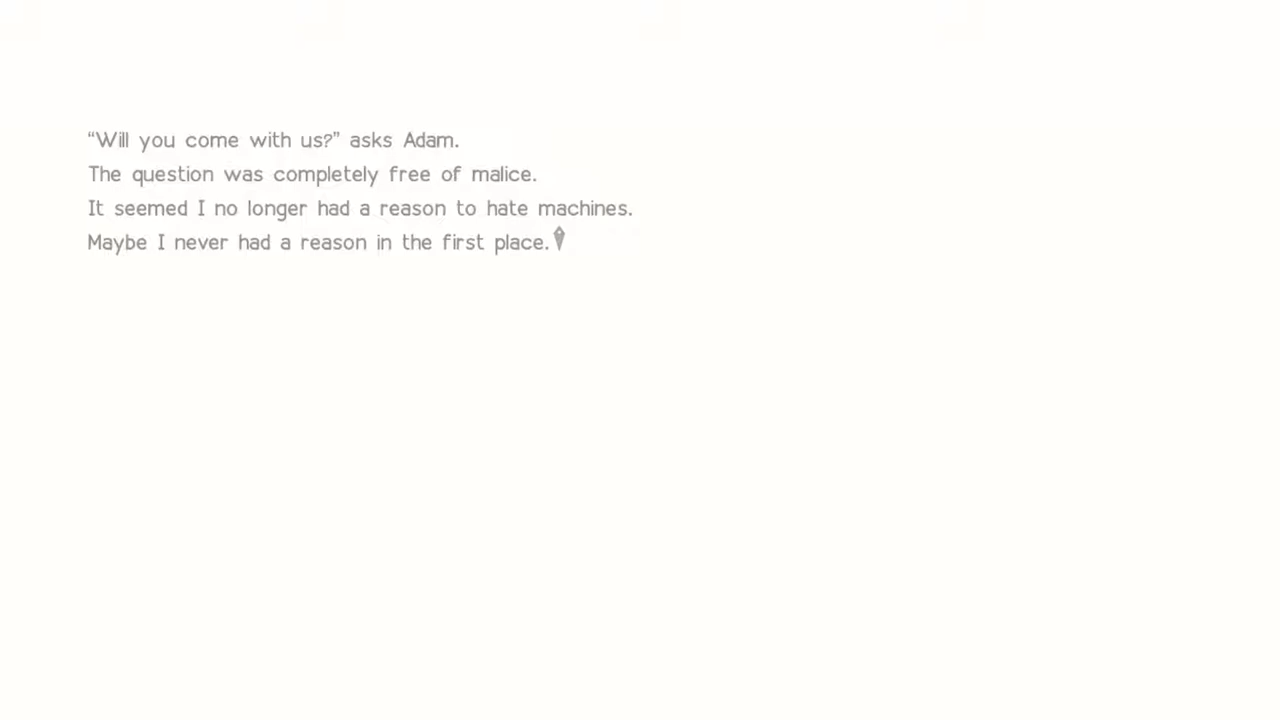 “Will you come with us?” asks Adam.
The question was completely free of malice.
It seemed I no longer had a reason to hate machines.
Maybe I never had a reason in the first place.